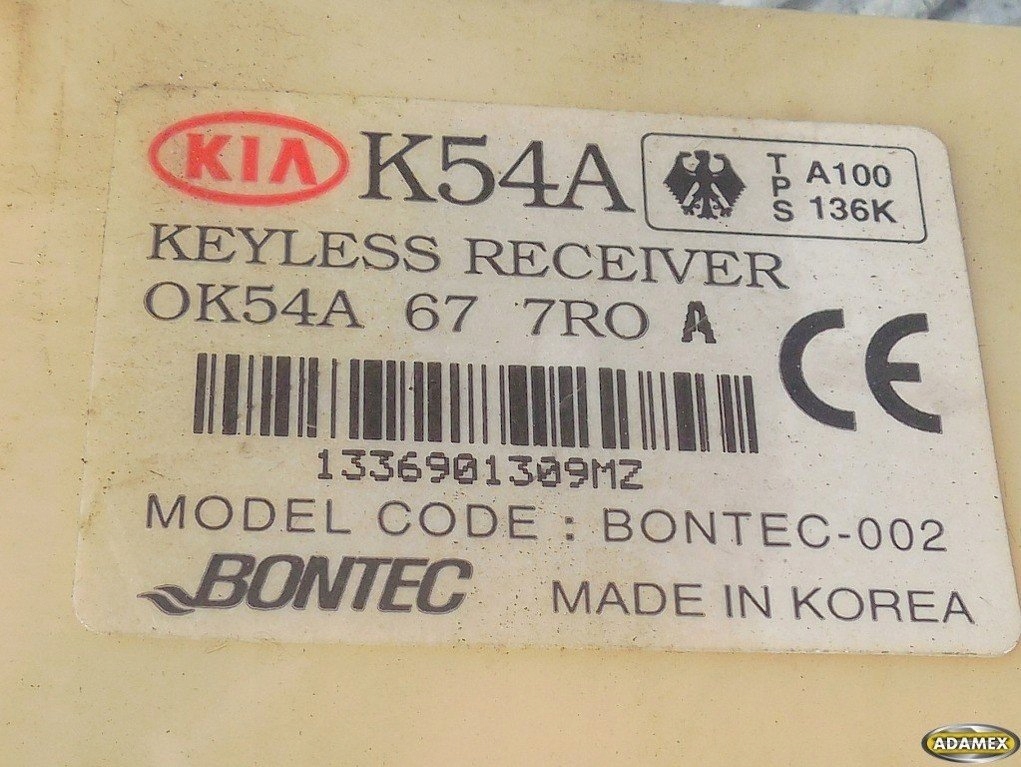 KIA K54A
TPS A100 136K
KEYLESS RECEIVER
OK54A 67 7RO A
CE
1336901309MZ
MODEL CODE : BONTEC-002
BONTEC MADE IN KOREA
ADAMEX